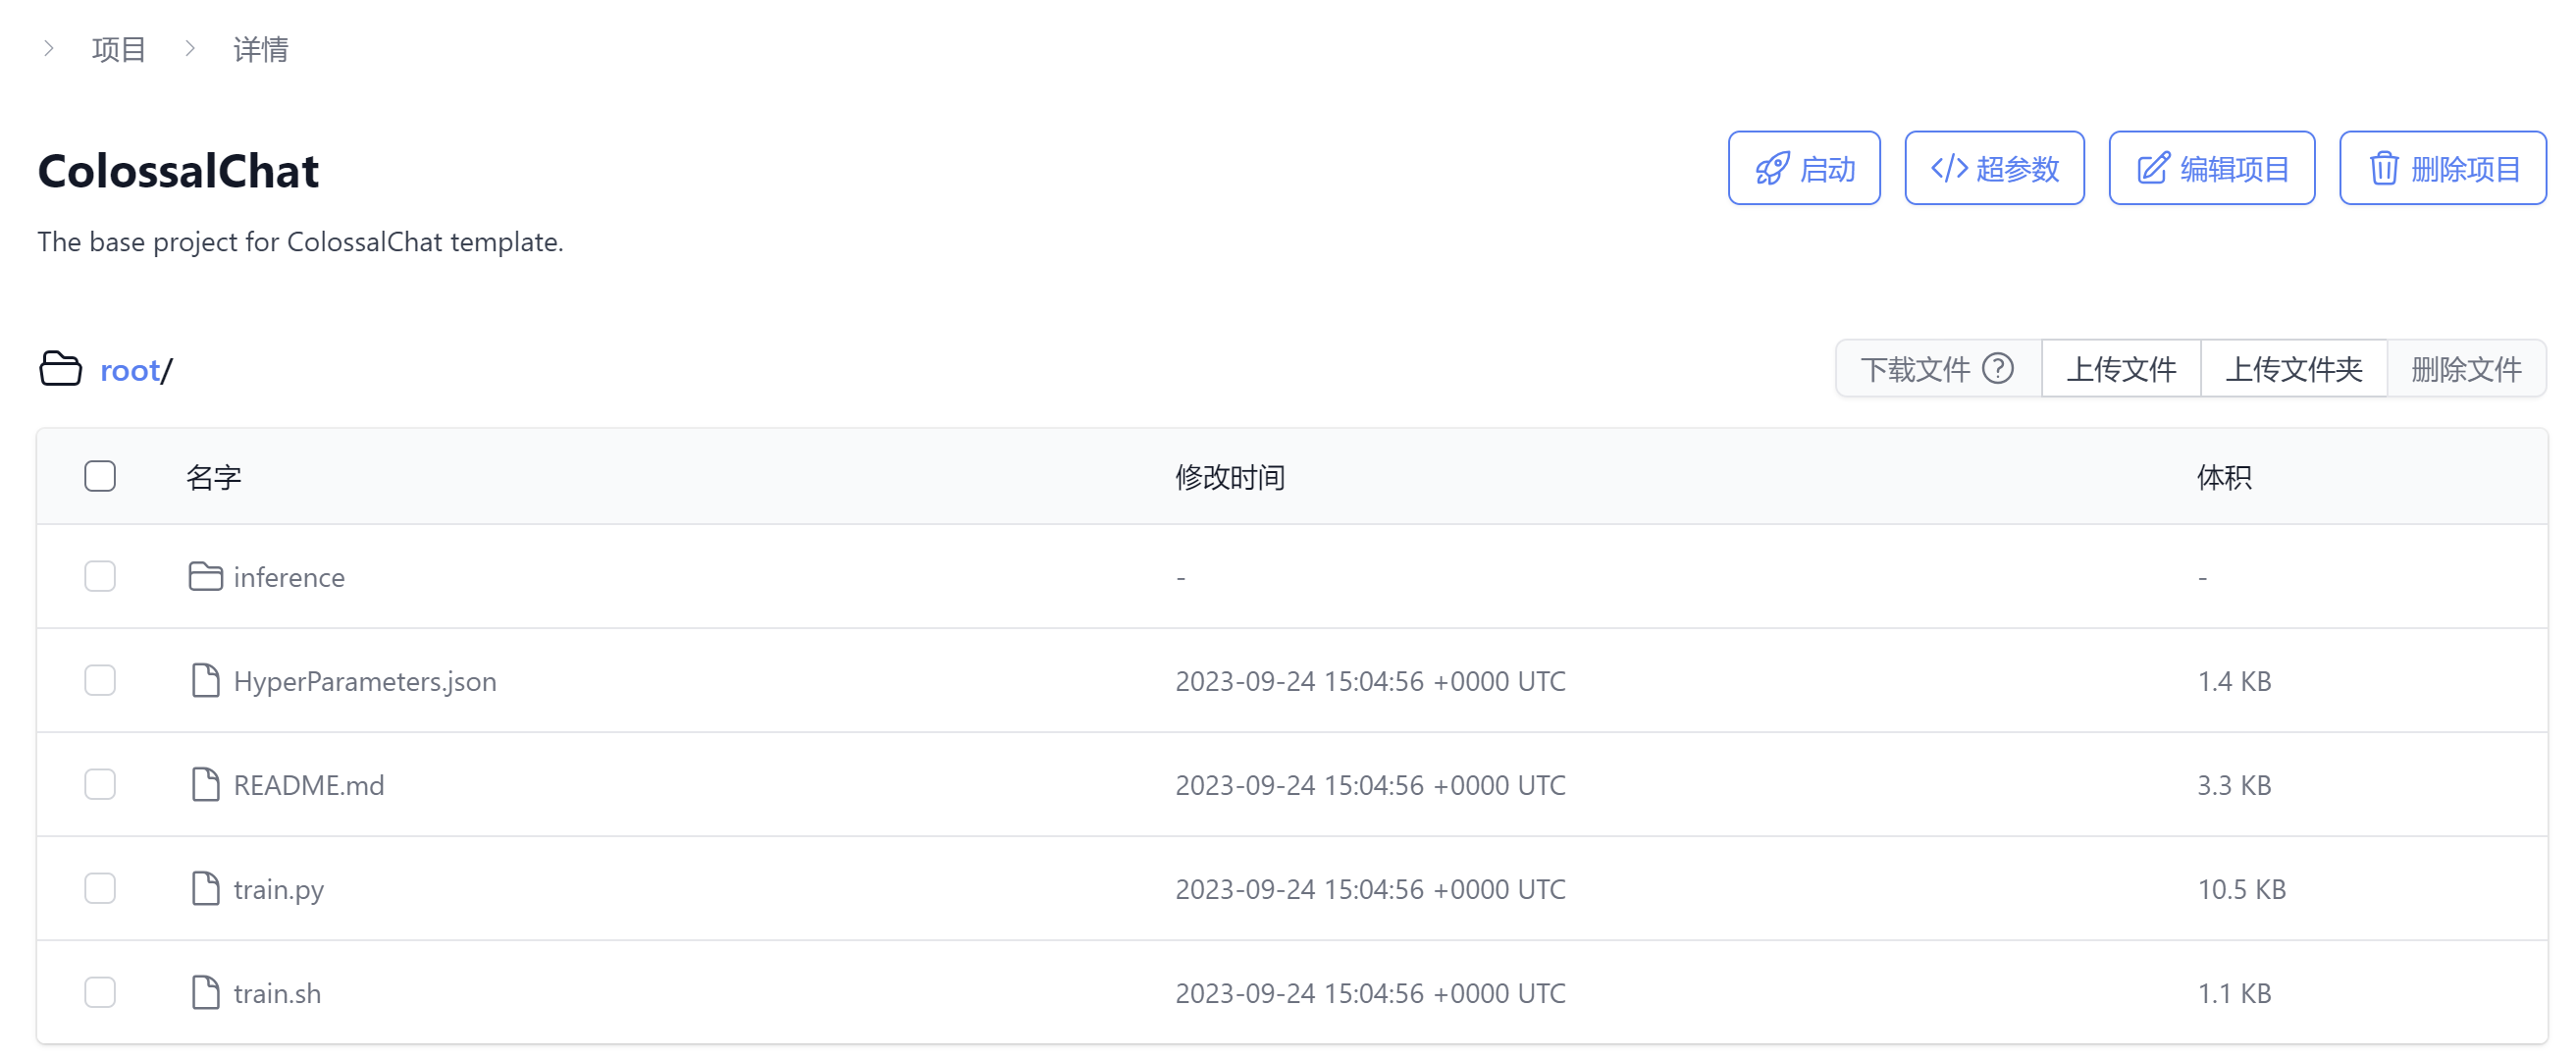 项目 详情
ColossalChat
启动 超参数 编辑项目 删除项目
The base project for ColossalChat template.
root/
下载文件 上传文件 上传文件夹 删除文件
名字 修改时间 体积
inference - -
HyperParameters.json 2023-09-24 15:04:56 +0000 UTC 1.4 KB
README.md 2023-09-24 15:04:56 +0000 UTC 3.3 KB
train.py 2023-09-24 15:04:56 +0000 UTC 10.5 KB
train.sh 2023-09-24 15:04:56 +0000 UTC 1.1 KB